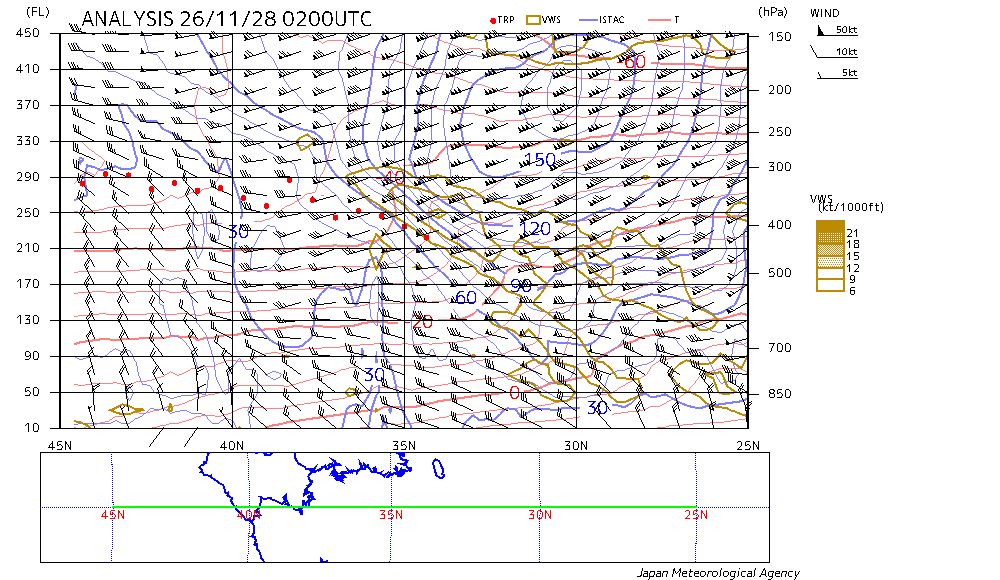 (FL) ANALYSIS 26/11/28 0200UTC TRP VWS ISTAC T (hPa) WIND
450 150 50kt
410 60 10kt
370 200 5kt
330 250
290 150 300
40
250 VWS
(kt/1000ft)
30 120 400
210 21
18
170 90 500 15
60 12
130 20 9
6
90 700
30
50 0 850
10 30
45N 40N 35N 30N 25N
45N 40N 35N 30N 25N
Japan Meteorological Agency